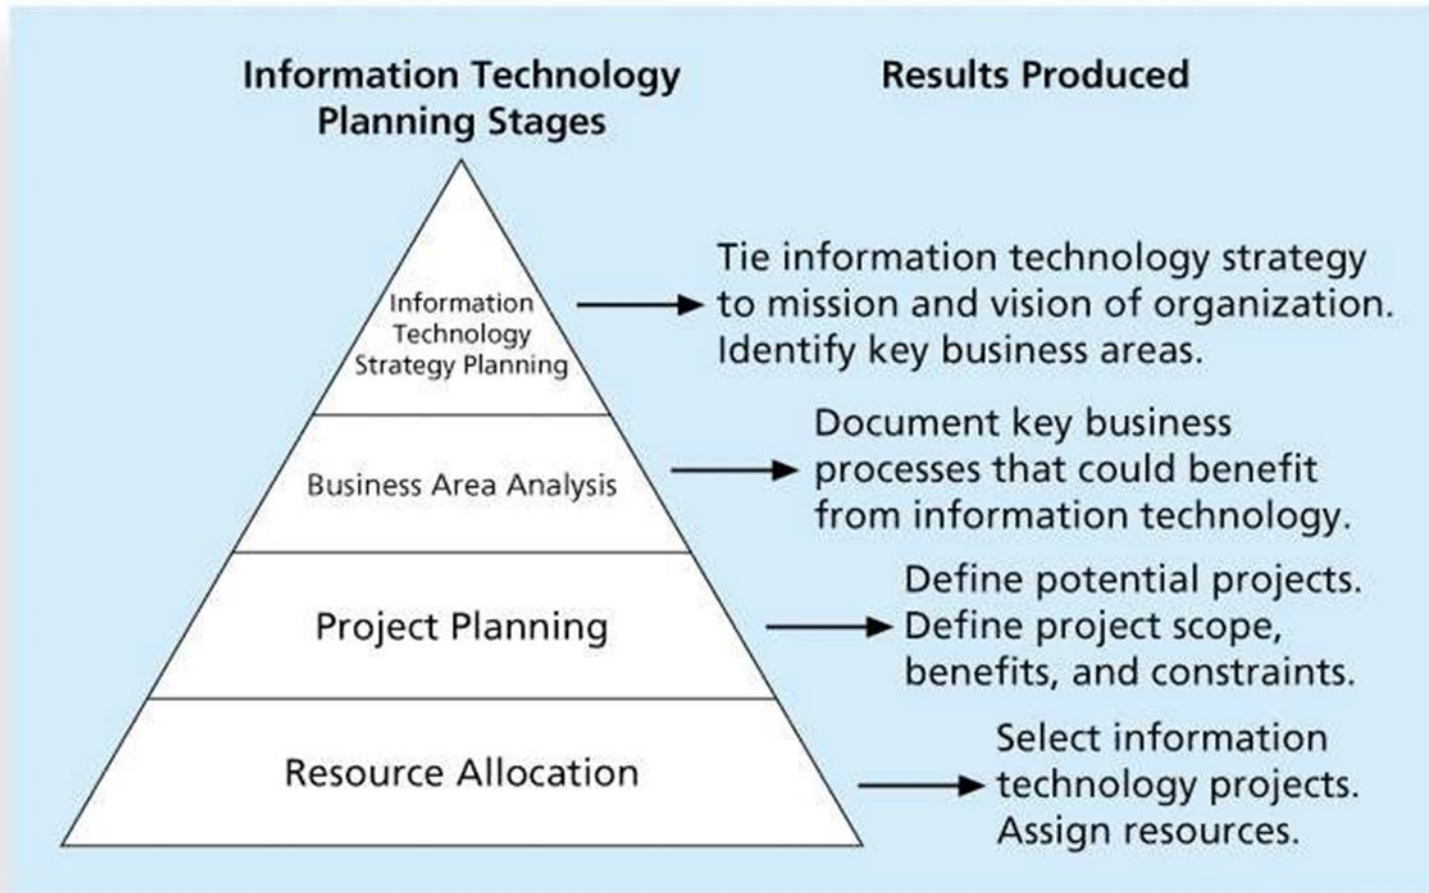 Information Technology
Planning Stages
Results Produced
Information
Technology
Strategy Planning
Tie information technology strategy
to mission and vision of organization.
Identify key business areas.
Business Area Analysis
Document key business
processes that could benefit
from information technology.
Project Planning
Define potential projects.
Define project scope,
benefits, and constraints.
Resource Allocation
Select information
technology projects.
Assign resources.